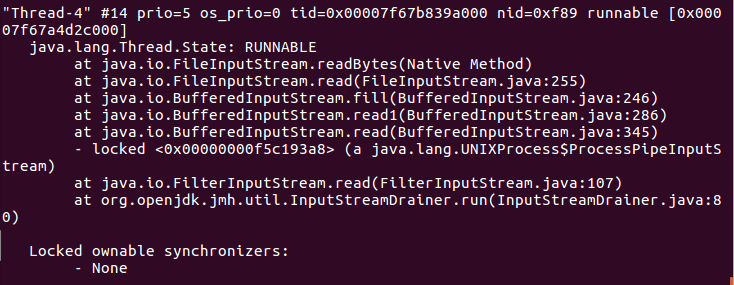 "Thread-4" #14 prio=5 os_prio=0 tid=0x00007f67b839a000 nid=0xf89 runnable [0x000
07f67a4d2c000]
   java.lang.Thread.State: RUNNABLE
        at java.io.FileInputStream.readBytes(Native Method)
        at java.io.FileInputStream.read(FileInputStream.java:255)
        at java.io.BufferedInputStream.fill(BufferedInputStream.java:246)
        at java.io.BufferedInputStream.read1(BufferedInputStream.java:286)
        at java.io.BufferedInputStream.read(BufferedInputStream.java:345)
        - locked <0x00000000f5c193a8> (a java.lang.UNIXProcess$ProcessPipeInputS
tream)
        at java.io.FilterInputStream.read(FilterInputStream.java:107)
        at org.openjdk.jmh.util.InputStreamDrainer.run(InputStreamDrainer.java:8
0)
   Locked ownable synchronizers:
        - None